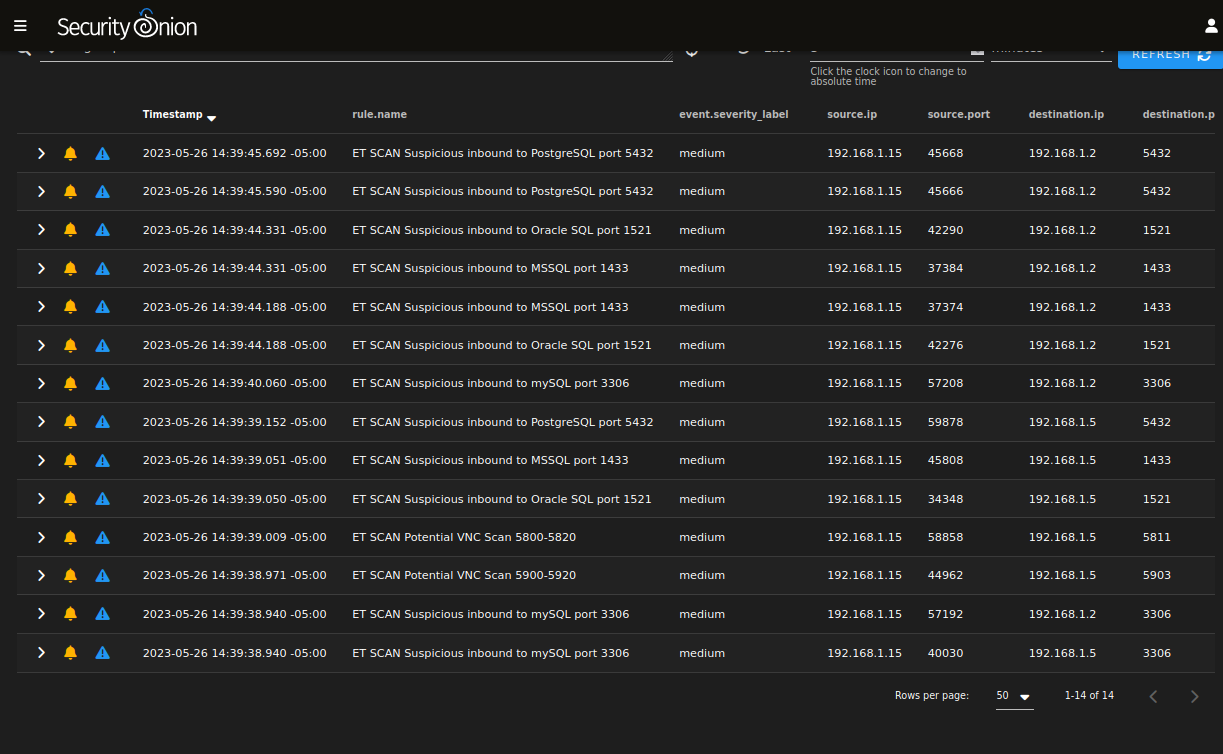 Security Onion
REFRESH
Click the clock icon to change to
absolute time
Timestamp rule.name event.severity_label source.ip source.port destination.ip destination.p
2023-05-26 14:39:45.692 -05:00 ET SCAN Suspicious inbound to PostgreSQL port 5432 medium 192.168.1.15 45668 192.168.1.2 5432
2023-05-26 14:39:45.590 -05:00 ET SCAN Suspicious inbound to PostgreSQL port 5432 medium 192.168.1.15 45666 192.168.1.2 5432
2023-05-26 14:39:44.331 -05:00 ET SCAN Suspicious inbound to Oracle SQL port 1521 medium 192.168.1.15 42290 192.168.1.2 1521
2023-05-26 14:39:44.331 -05:00 ET SCAN Suspicious inbound to MSSQL port 1433 medium 192.168.1.15 37384 192.168.1.2 1433
2023-05-26 14:39:44.188 -05:00 ET SCAN Suspicious inbound to MSSQL port 1433 medium 192.168.1.15 37374 192.168.1.2 1433
2023-05-26 14:39:44.188 -05:00 ET SCAN Suspicious inbound to Oracle SQL port 1521 medium 192.168.1.15 42276 192.168.1.2 1521
2023-05-26 14:39:40.060 -05:00 ET SCAN Suspicious inbound to mySQL port 3306 medium 192.168.1.15 57208 192.168.1.2 3306
2023-05-26 14:39:39.152 -05:00 ET SCAN Suspicious inbound to PostgreSQL port 5432 medium 192.168.1.15 59878 192.168.1.5 5432
2023-05-26 14:39:39.051 -05:00 ET SCAN Suspicious inbound to MSSQL port 1433 medium 192.168.1.15 45808 192.168.1.5 1433
2023-05-26 14:39:39.050 -05:00 ET SCAN Suspicious inbound to Oracle SQL port 1521 medium 192.168.1.15 34348 192.168.1.5 1521
2023-05-26 14:39:39.009 -05:00 ET SCAN Potential VNC Scan 5800-5820 medium 192.168.1.15 58858 192.168.1.5 5811
2023-05-26 14:39:38.971 -05:00 ET SCAN Potential VNC Scan 5900-5920 medium 192.168.1.15 44962 192.168.1.5 5903
2023-05-26 14:39:38.940 -05:00 ET SCAN Suspicious inbound to mySQL port 3306 medium 192.168.1.15 57192 192.168.1.2 3306
2023-05-26 14:39:38.940 -05:00 ET SCAN Suspicious inbound to mySQL port 3306 medium 192.168.1.15 40030 192.168.1.5 3306
Rows per page: 50 1-14 of 14